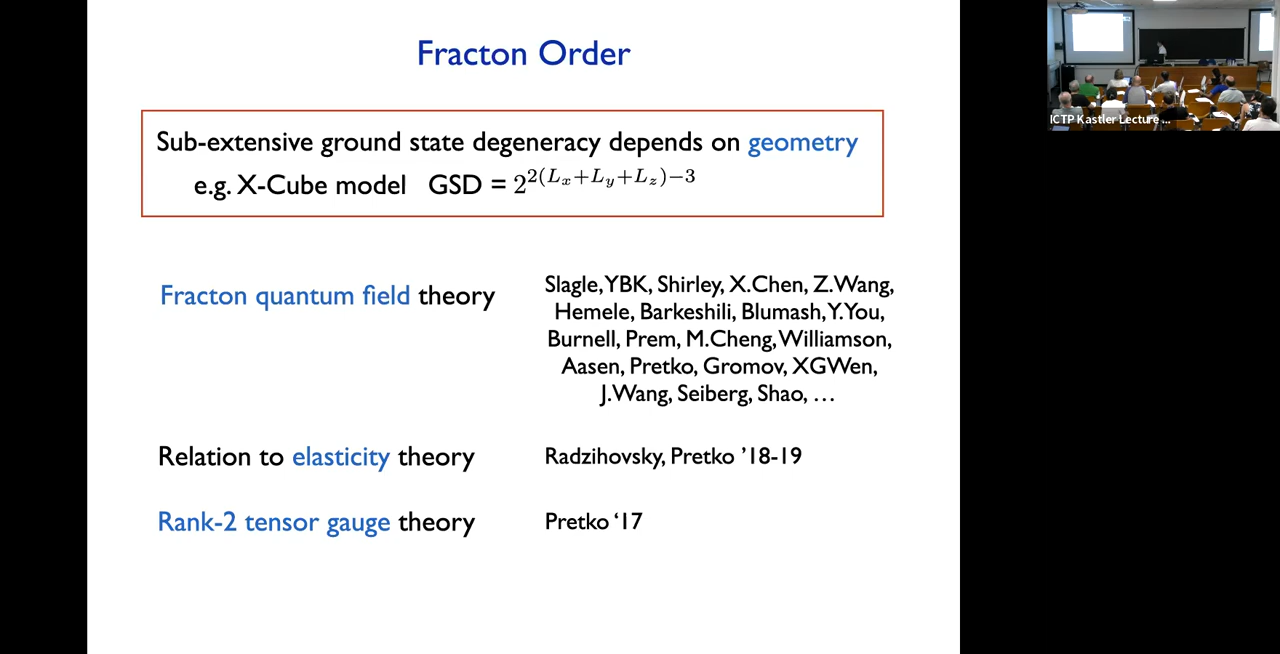 Fracton Order
Sub-extensive ground state degeneracy depends on geometry
e.g. X-Cube model GSD = 2^{2(L_x+L_y+L_z)-3}
Fracton quantum field theory
Slagle, YBK, Shirley, X.Chen, Z.Wang,
Hemele, Barkeshili, Blumash, Y.You,
Burnell, Prem, M.Cheng, Williamson,
Aasen, Pretko, Gromov, XGWen,
J.Wang, Seiberg, Shao, …
Relation to elasticity theory
Radzihovsky, Pretko ’18-19
Rank-2 tensor gauge theory
Pretko ‘17
ICTP Kastler Lecture ...